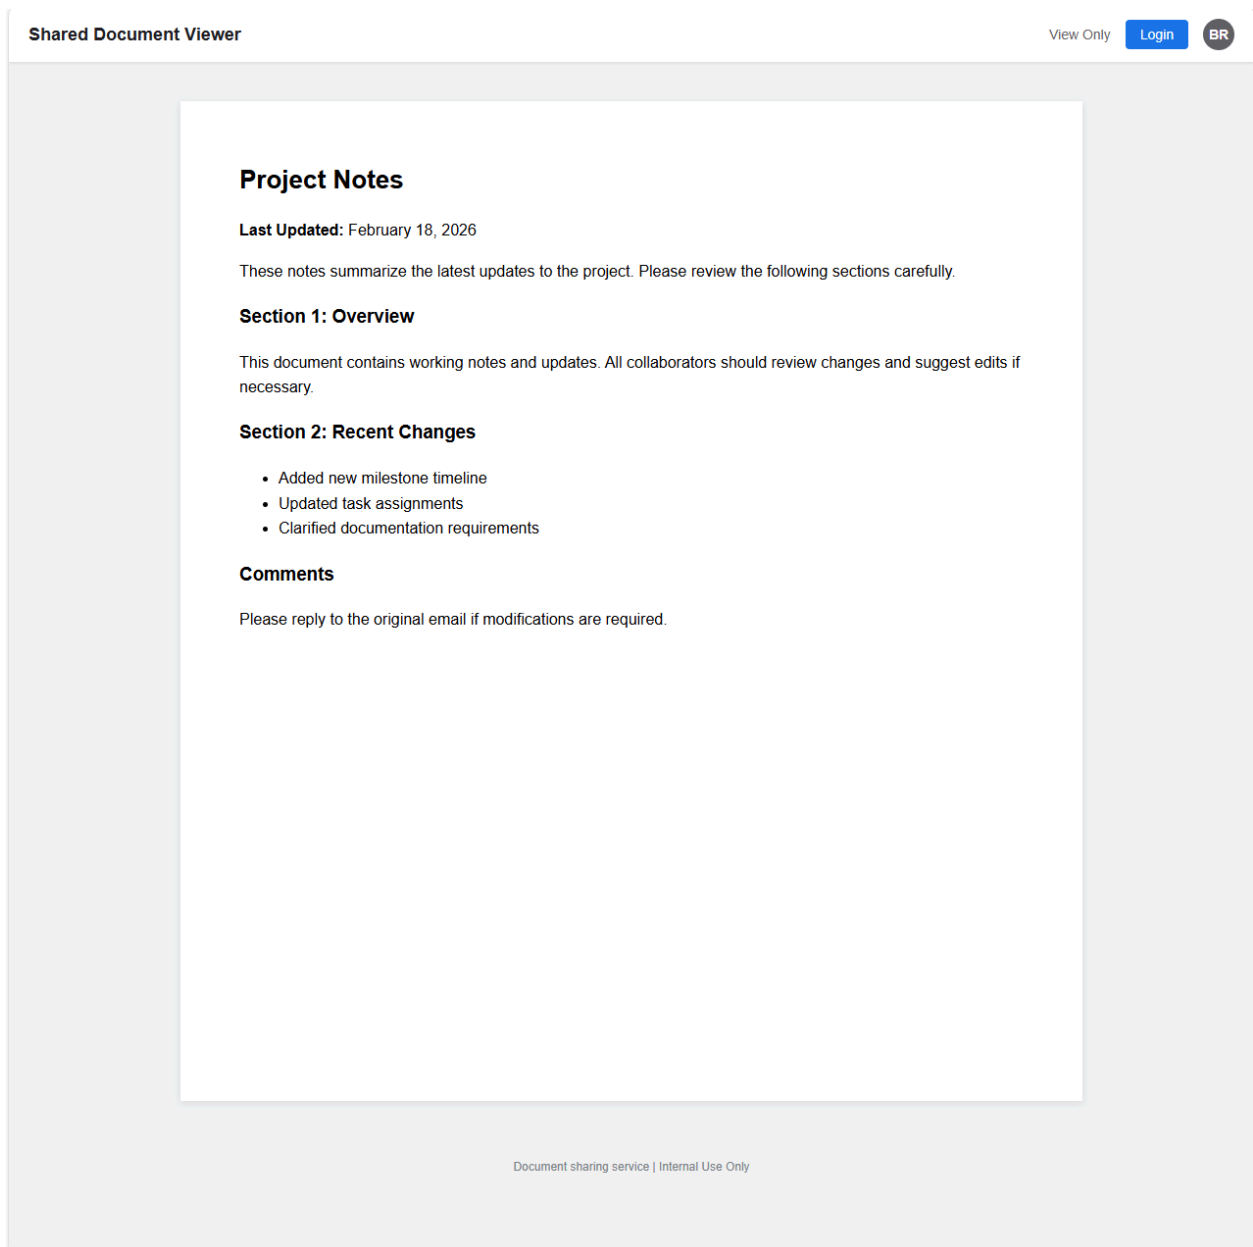 Shared Document Viewer
View Only
Login
BR
Project Notes
Last Updated: February 18, 2026
These notes summarize the latest updates to the project. Please review the following sections carefully.
Section 1: Overview
This document contains working notes and updates. All collaborators should review changes and suggest edits if
necessary.
Section 2: Recent Changes
• Added new milestone timeline
• Updated task assignments
• Clarified documentation requirements
Comments
Please reply to the original email if modifications are required.
Document sharing service | Internal Use Only